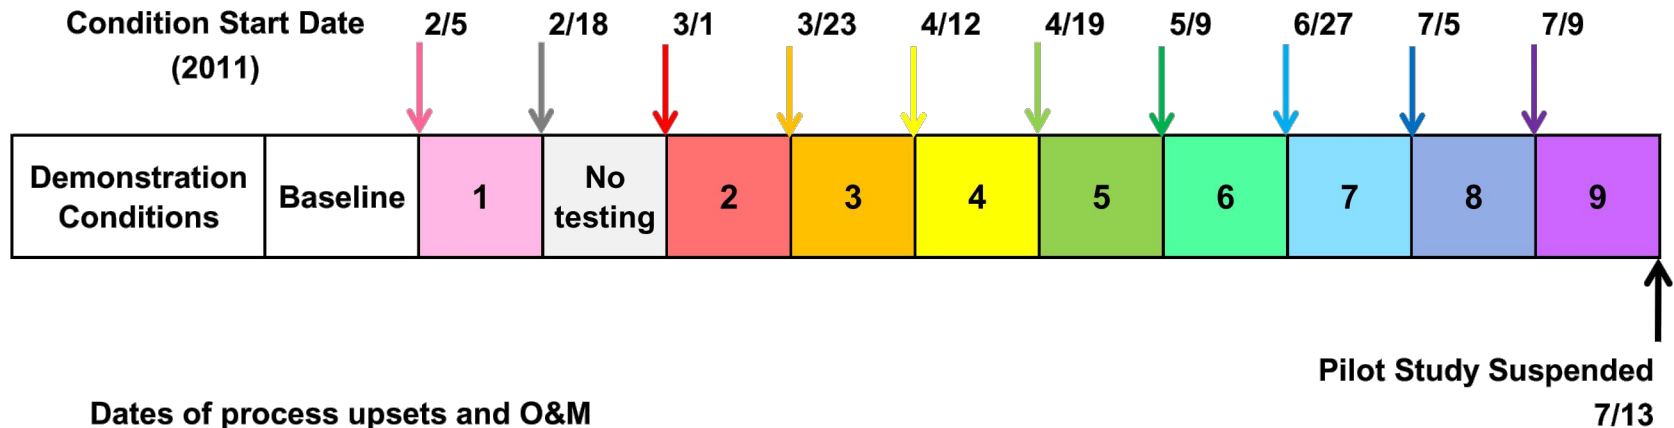 Condition Start Date
(2011)
2/5 2/18 3/1 3/23 4/12 4/19 5/9 6/27 7/5 7/9
Demonstration
Conditions
Baseline
1
No
testing
2
3
4
5
6
7
8
9
Pilot Study Suspended
7/13
Dates of process upsets and O&M